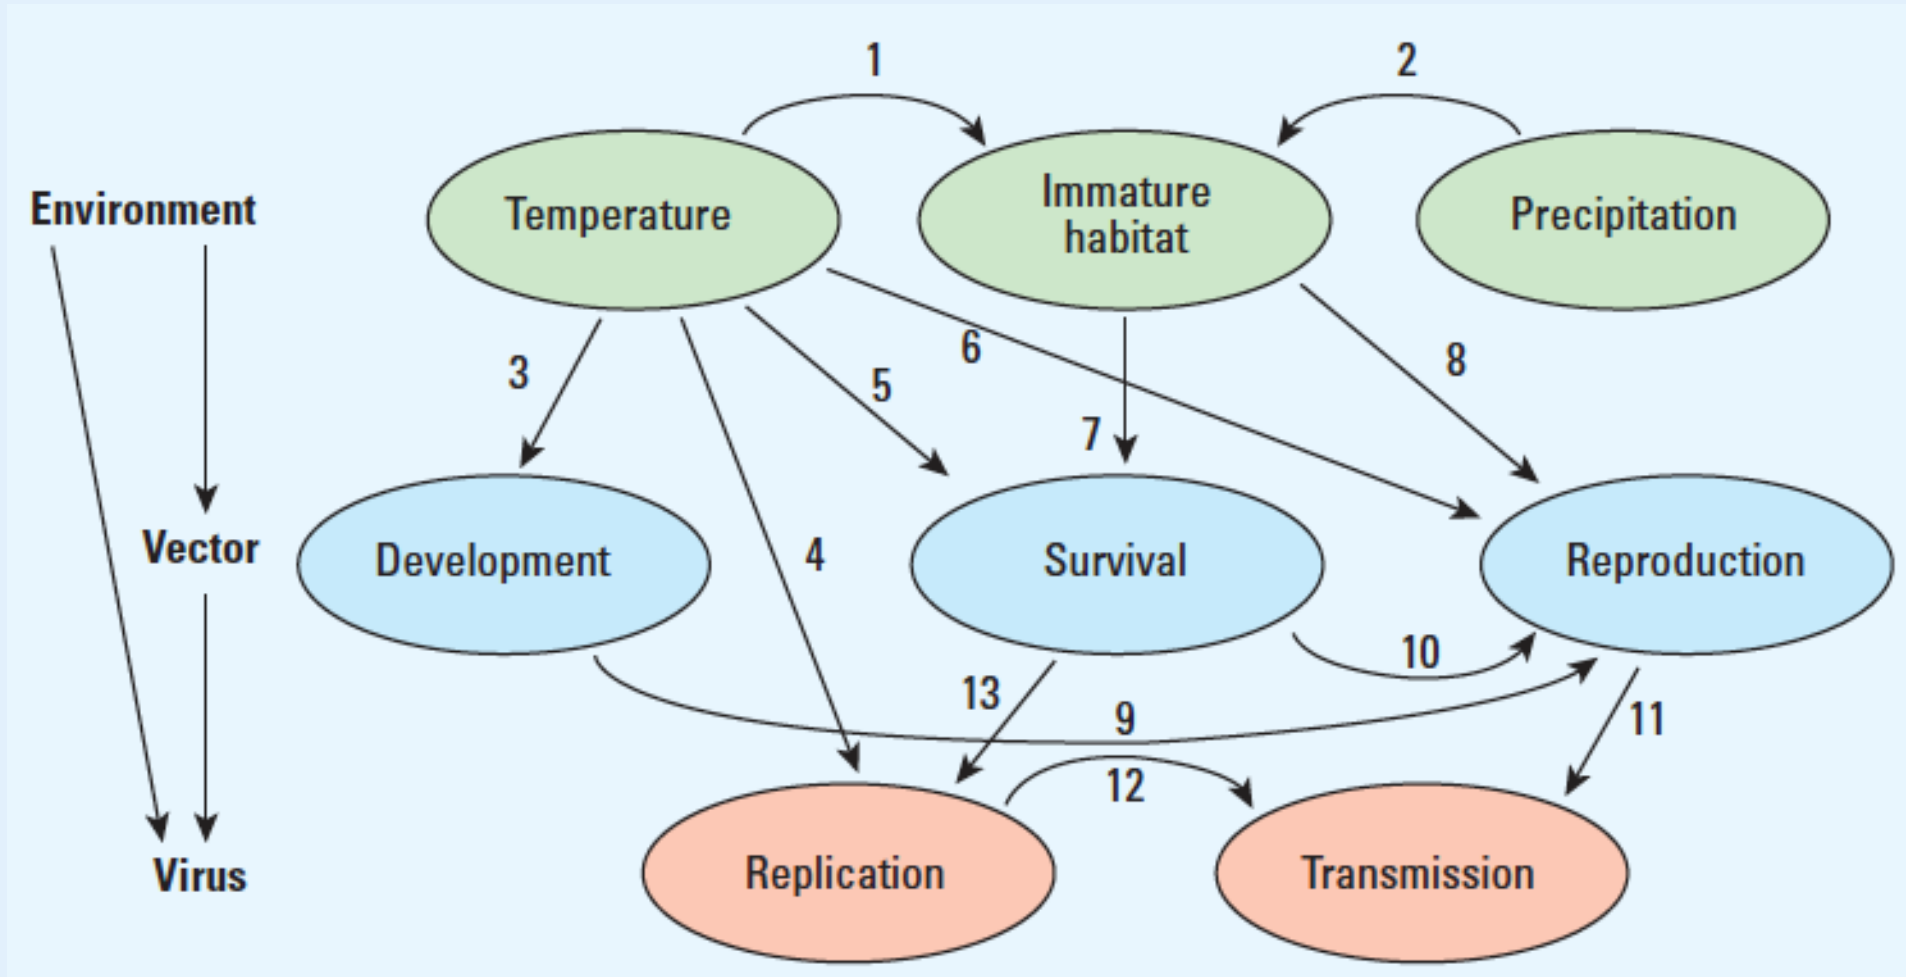 1
2
Environment
Temperature
Immature
habitat
Precipitation
3
5
6
7
8
Vector
Development
4
Survival
Reproduction
10
13
9
11
12
Virus
Replication
Transmission